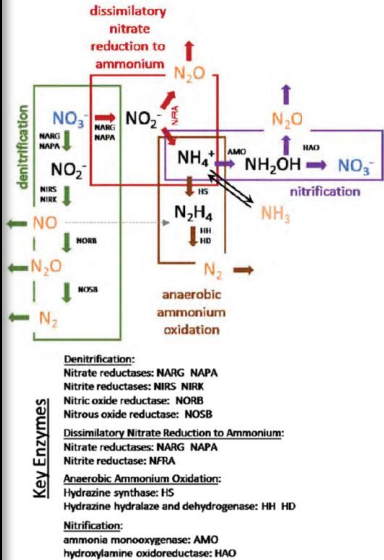 dissimilatory
nitrate
reduction to
ammonium
N₂O
denitrification
NO₃⁻
NARG
NAPA
NO₂⁻
NFRA
N₂O
NARG
NAPA
NH₄⁺
AMO
NH₂OH
HAO
NO₃⁻
NO₂⁻
nitrification
NIRS
NIRK
HS
NO
N₂H₄
NH₃
NORB
HH
HD
N₂O
N₂
NOSB
anaerobic
ammonium
oxidation
N₂
Key Enzymes
Denitrification:
Nitrate reductases: NARG NAPA
Nitrite reductases: NIRS NIRK
Nitric oxide reductase: NORB
Nitrous oxide reductase: NOSB
Dissimilatory Nitrate Reduction to Ammonium:
Nitrate reductases: NARG NAPA
Nitrite reductase: NFRA
Anaerobic Ammonium Oxidation:
Hydrazine synthase: HS
Hydrazine hydralaze and dehydrogenase: HH HD
Nitrification:
ammonia monooxygenase: AMO
hydroxylamine oxidoreductase: HAO